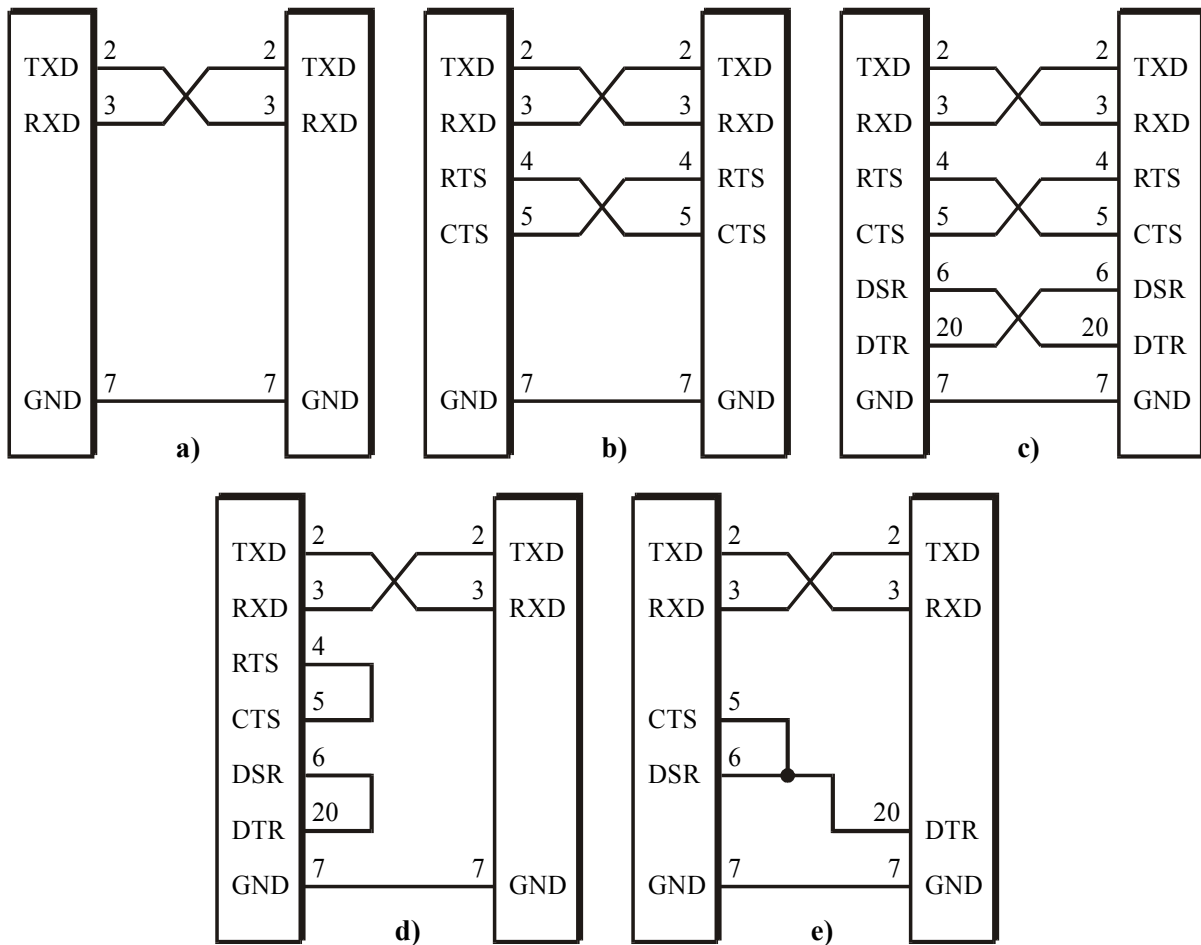 2 2 2 2 2 2
TXD TXD TXD TXD TXD TXD
3 3 3 3 3 3
RXD RXD RXD RXD RXD RXD
4 4 4 4
RTS RTS RTS RTS
5 5 5 5
CTS CTS CTS CTS
6 6
DSR DSR
20 20
DTR DTR
7 7 7 7 7 7
GND GND GND GND GND GND
a) b) c)
2 2 2 2
TXD TXD TXD TXD
3 3 3 3
RXD RXD RXD RXD
4
RTS
5 5
CTS CTS
6 6
DSR DSR
20 20
DTR DTR
7 7 7 7
GND GND GND GND
d) e)